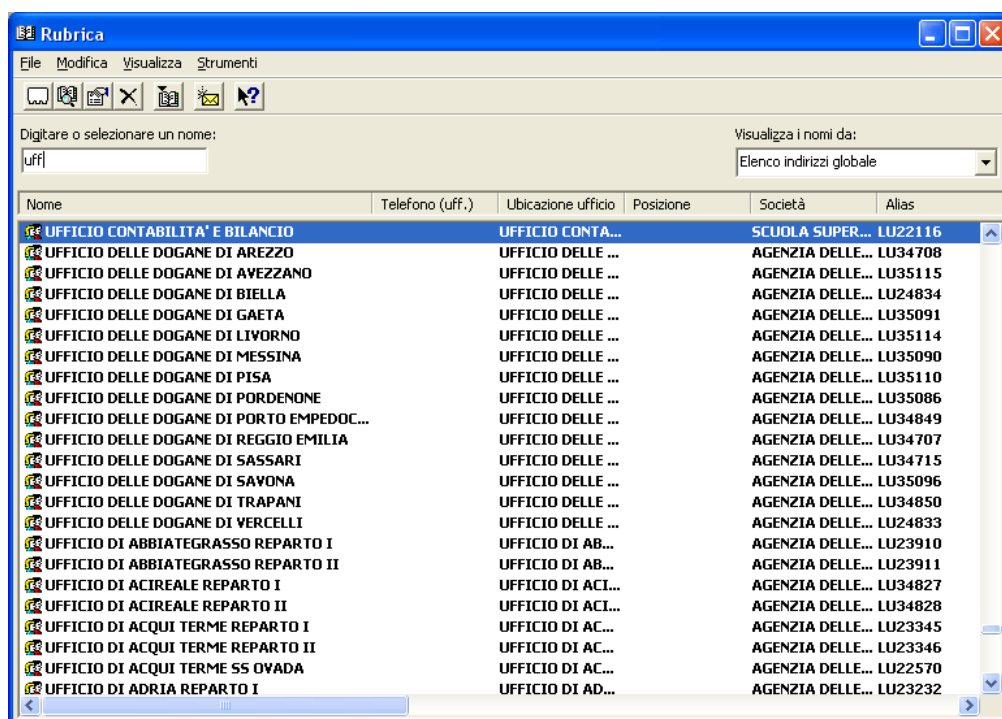 Rubrica
File Modifica Visualizza Strumenti
Digitare o selezionare un nome: Visualizza i nomi da:
uff Elenco indirizzi globale
Nome Telefono (uff.) Ubicazione ufficio Posizione Società Alias
UFFICIO CONTABILITA' E BILANCIO UFFICIO CONTA... SCUOLA SUPER... LU22116
UFFICIO DELLE DOGANE DI AREZZO UFFICIO DELLE ... AGENZIA DELLE... LU34708
UFFICIO DELLE DOGANE DI AVEZZANO UFFICIO DELLE ... AGENZIA DELLE... LU35115
UFFICIO DELLE DOGANE DI BIELLA UFFICIO DELLE ... AGENZIA DELLE... LU24834
UFFICIO DELLE DOGANE DI GAETA UFFICIO DELLE ... AGENZIA DELLE... LU35091
UFFICIO DELLE DOGANE DI LIVORNO UFFICIO DELLE ... AGENZIA DELLE... LU35114
UFFICIO DELLE DOGANE DI MESSINA UFFICIO DELLE ... AGENZIA DELLE... LU35090
UFFICIO DELLE DOGANE DI PISA UFFICIO DELLE ... AGENZIA DELLE... LU35110
UFFICIO DELLE DOGANE DI PORDENONE UFFICIO DELLE ... AGENZIA DELLE... LU35086
UFFICIO DELLE DOGANE DI PORTO EMPEDOC... UFFICIO DELLE ... AGENZIA DELLE... LU34849
UFFICIO DELLE DOGANE DI REGGIO EMILIA UFFICIO DELLE ... AGENZIA DELLE... LU34707
UFFICIO DELLE DOGANE DI SASSARI UFFICIO DELLE ... AGENZIA DELLE... LU34715
UFFICIO DELLE DOGANE DI SAVONA UFFICIO DELLE ... AGENZIA DELLE... LU35096
UFFICIO DELLE DOGANE DI TRAPANI UFFICIO DELLE ... AGENZIA DELLE... LU34850
UFFICIO DELLE DOGANE DI VERCELLI UFFICIO DELLE ... AGENZIA DELLE... LU24833
UFFICIO DI ABBIATEGRASSO REPARTO I UFFICIO DI AB... AGENZIA DELLE... LU23910
UFFICIO DI ABBIATEGRASSO REPARTO II UFFICIO DI AB... AGENZIA DELLE... LU23911
UFFICIO DI ACIREALE REPARTO I UFFICIO DI ACI... AGENZIA DELLE... LU34827
UFFICIO DI ACIREALE REPARTO II UFFICIO DI ACI... AGENZIA DELLE... LU34828
UFFICIO DI ACQUI TERME REPARTO I UFFICIO DI AC... AGENZIA DELLE... LU23345
UFFICIO DI ACQUI TERME REPARTO II UFFICIO DI AC... AGENZIA DELLE... LU23346
UFFICIO DI ACQUI TERME SS OVADA UFFICIO DI AC... AGENZIA DELLE... LU22570
UFFICIO DI ADRIA REPARTO I UFFICIO DI AD... AGENZIA DELLE... LU23232